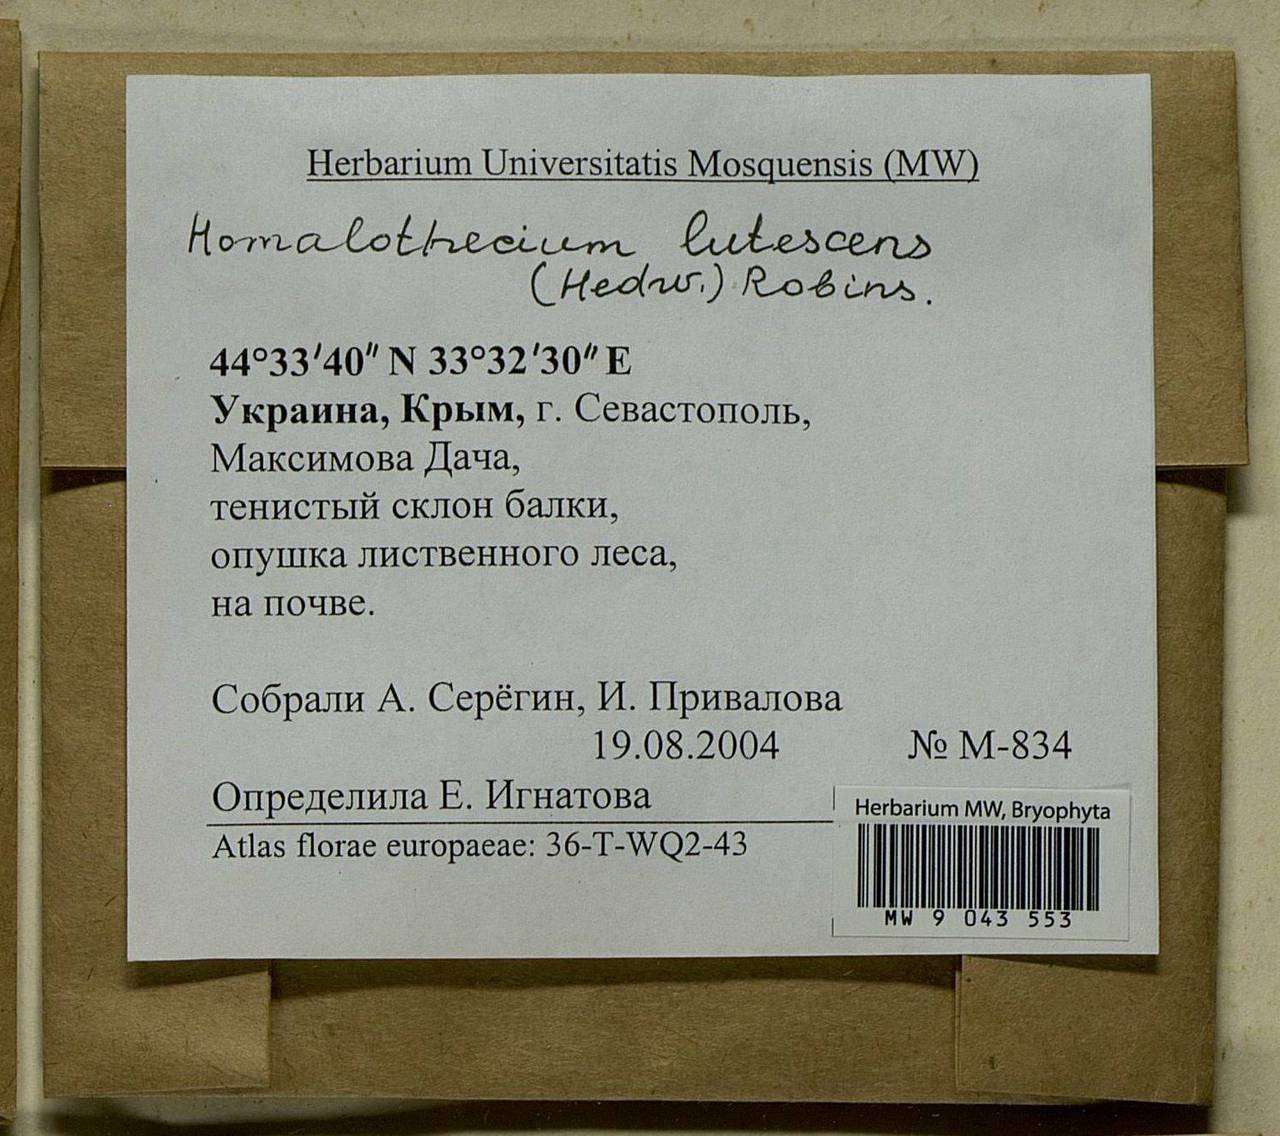 Herbarium Universitatis Mosquensis (MW)
Homalothecium lutescens
(Hedw.) Robins.
44°33′40″ N 33°32′30″ E
Украина, Крым, г. Севастополь,
Максимова Дача,
тенистый склон балки,
опушка лиственного леса,
на почве.
Собрали А. Серёгин, И. Привалова
19.08.2004 № М-834
Определила Е. Игнатова
Atlas florae europaeae: 36-T-WQ2-43
Herbarium MW, Bryophyta
MW 9 043 553